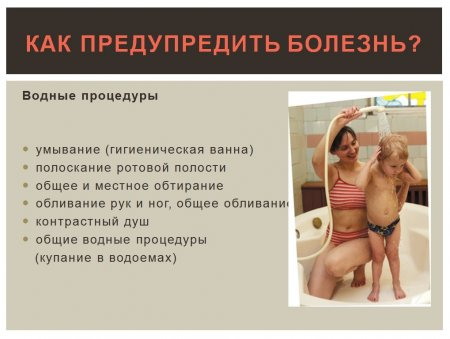 КАК ПРЕДУПРЕДИТЬ БОЛЕЗНЬ?
Водные процедуры
умывание (гигиеническая ванна)
полоскание ротовой полости
общее и местное обтирание
обливание рук и ног, общее обливание
контрастный душ
общие водные процедуры
(купание в водоемах)